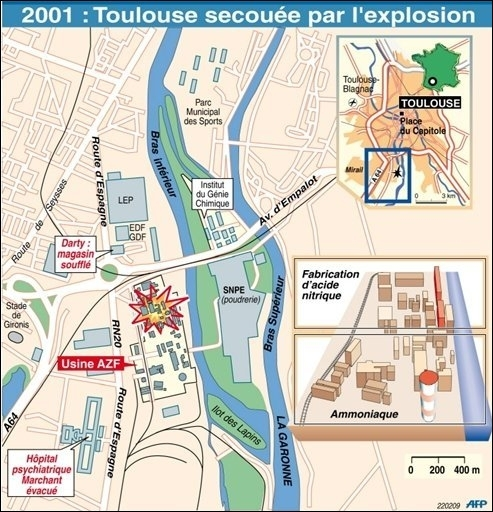 2001 : Toulouse secouée par l'explosion
Toulouse-
Blagnac
TOULOUSE
Place
du Capitole
Mirail
A 64
0 3 km
Parc
Municipal
des Sports
Bras inférieur
Route d'Espagne
Route de Seysses
LEP
Institut
du Génie
Chimique
Av. d'Empalot
EDF
GDF
Darty :
magasin
soufflé
SNPE
(poudrerie)
Bras Supérieur
Stade
de
Gironis
RN20
Usine AZF
Route d'Espagne
A64
Ilot des Lapins
LA GARONNE
Hôpital
psychiatrique
Marchant
évacué
Fabrication
d'acide
nitrique
Ammoniaque
0 200 400 m
220209 AFP